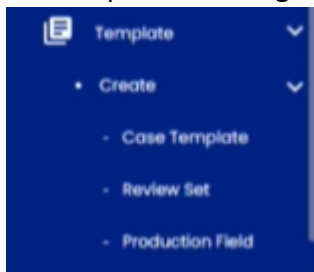 Template
Create
- Case Template
- Review Set
- Production Field